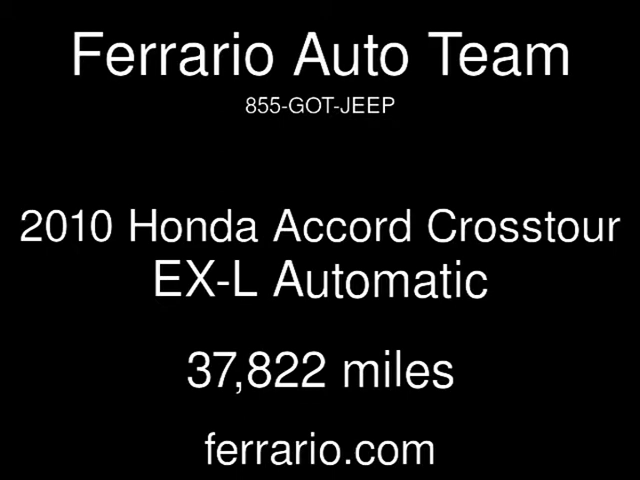 Ferrario Auto Team
855-GOT-JEEP
2010 Honda Accord Crosstour
EX-L Automatic
37,822 miles
ferrario.com